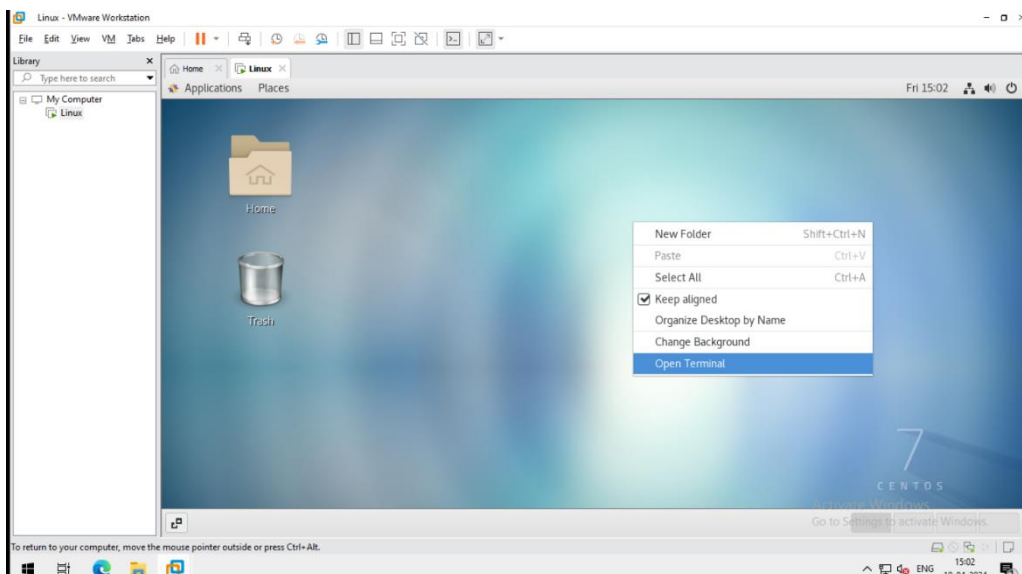 Linux - VMware Workstation
File Edit View VM Tabs Help
Library
Type here to search
My Computer
Linux
Home
Linux
Applications Places Fri 15:02
Home
Trash
New Folder Shift+Ctrl+N
Paste Ctrl+V
Select All Ctrl+A
Keep aligned
Organize Desktop by Name
Change Background
Open Terminal
7
CENTOS
Activate Windows
Go to Settings to activate Windows.
To return to your computer, move the mouse pointer outside or press Ctrl+Alt.
ENG 15:02